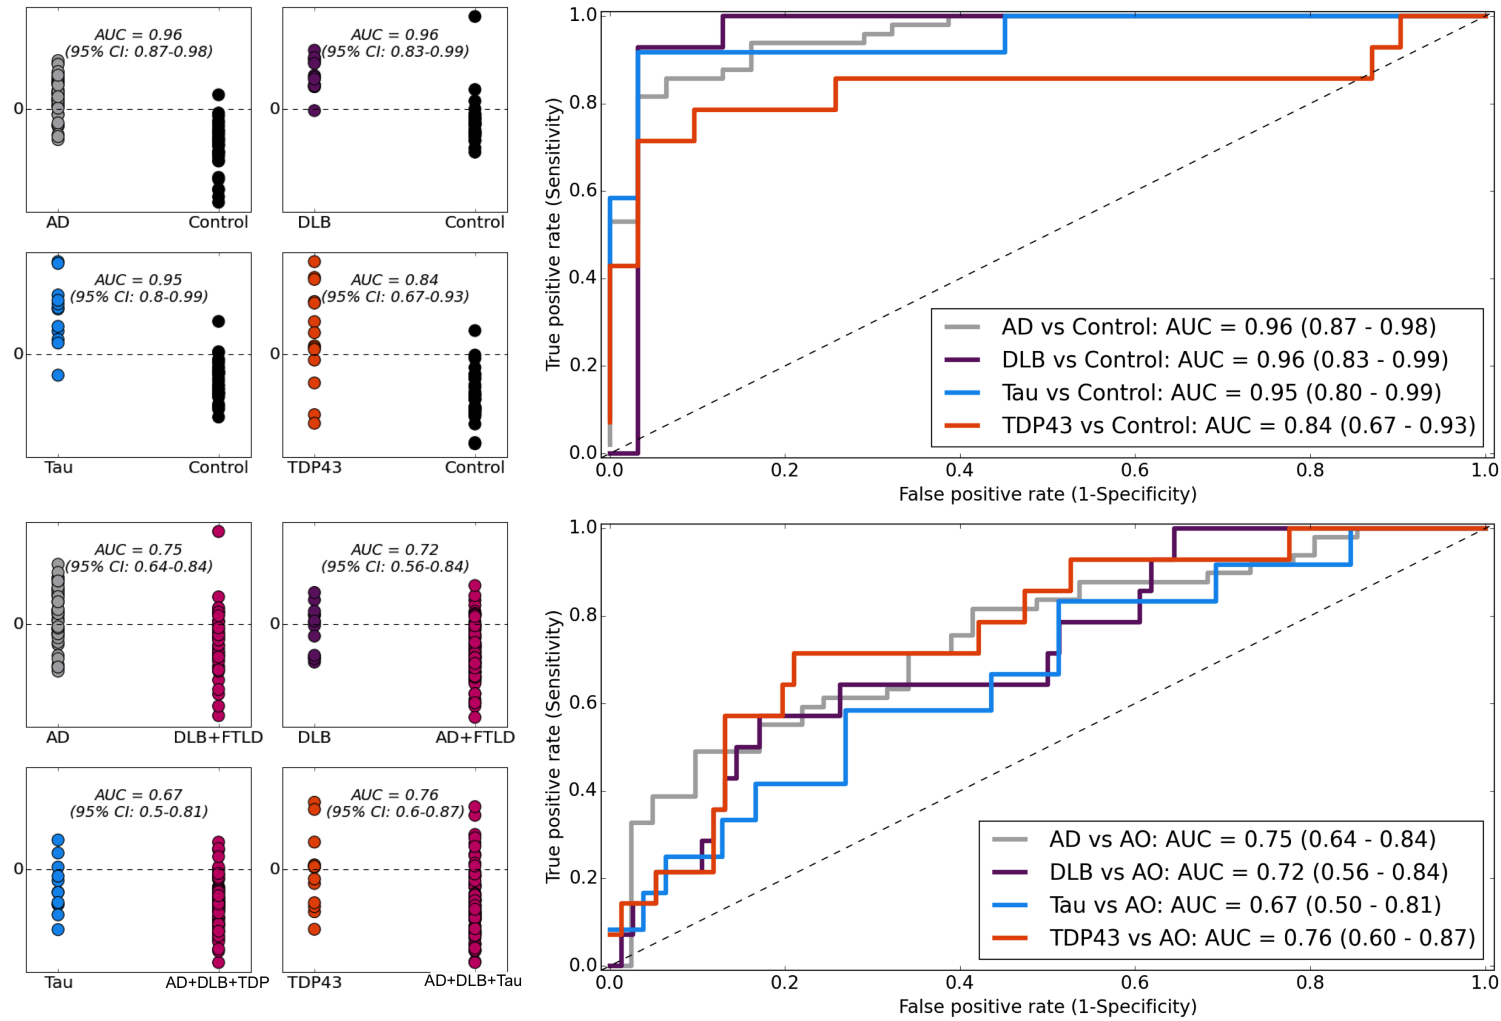 AUC = 0.96
(95% CI: 0.87-0.98)
0
AD
Control
AUC = 0.96
(95% CI: 0.83-0.99)
0
DLB
Control
AUC = 0.95
(95% CI: 0.8-0.99)
0
Tau
Control
AUC = 0.84
(95% CI: 0.67-0.93)
0
TDP43
Control
True positive rate (Sensitivity)
1.0
0.8
0.6
0.4
0.2
0.0
0.0
0.2
0.4
0.6
0.8
1.0
False positive rate (1-Specificity)
AD vs Control: AUC = 0.96 (0.87 - 0.98)
DLB vs Control: AUC = 0.96 (0.83 - 0.99)
Tau vs Control: AUC = 0.95 (0.80 - 0.99)
TDP43 vs Control: AUC = 0.84 (0.67 - 0.93)
AUC = 0.75
(95% CI: 0.64-0.84)
0
AD
DLB+FTLD
AUC = 0.72
(95% CI: 0.56-0.84)
0
DLB
AD+FTLD
AUC = 0.67
(95% CI: 0.5-0.81)
0
Tau
AD+DLB+TDP
AUC = 0.76
(95% CI: 0.6-0.87)
0
TDP43
AD+DLB+Tau
True positive rate (Sensitivity)
1.0
0.8
0.6
0.4
0.2
0.0
0.0
0.2
0.4
0.6
0.8
1.0
False positive rate (1-Specificity)
AD vs AO: AUC = 0.75 (0.64 - 0.84)
DLB vs AO: AUC = 0.72 (0.56 - 0.84)
Tau vs AO: AUC = 0.67 (0.50 - 0.81)
TDP43 vs AO: AUC = 0.76 (0.60 - 0.87)